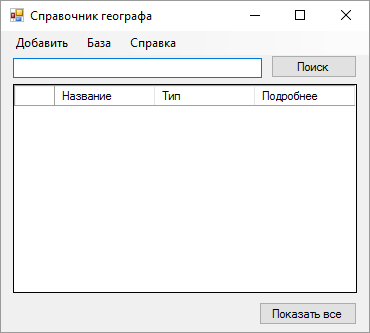 Справочник географа
Добавить База Справка
Поиск
Название Тип Подробнее
Показать все